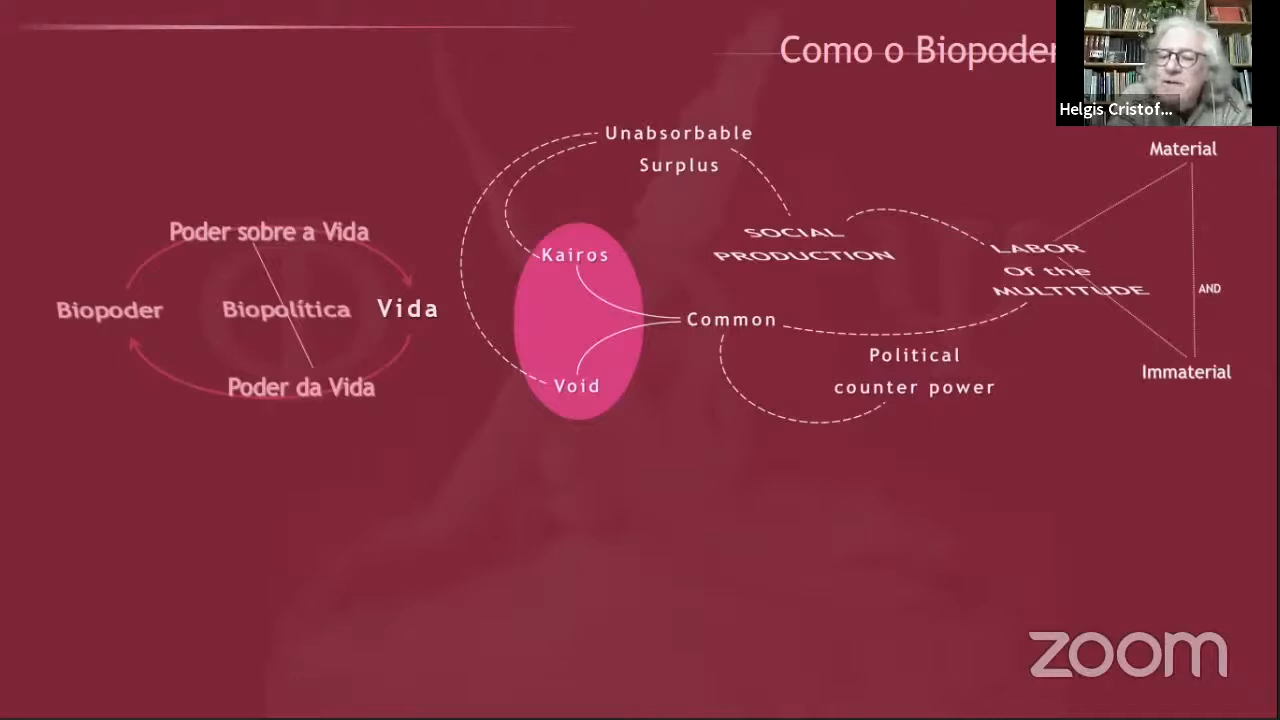 Como o Biopoder
Helgis Cristof...
Unabsorbable
Surplus
Material
Poder sobre a Vida
SOCIAL
PRODUCTION
LABOR
Of the
MULTITUDE
Kairos
AND
Biopoder
Biopolítica
Vida
Common
Political
counter power
Immaterial
Poder da Vida
Void
zoom